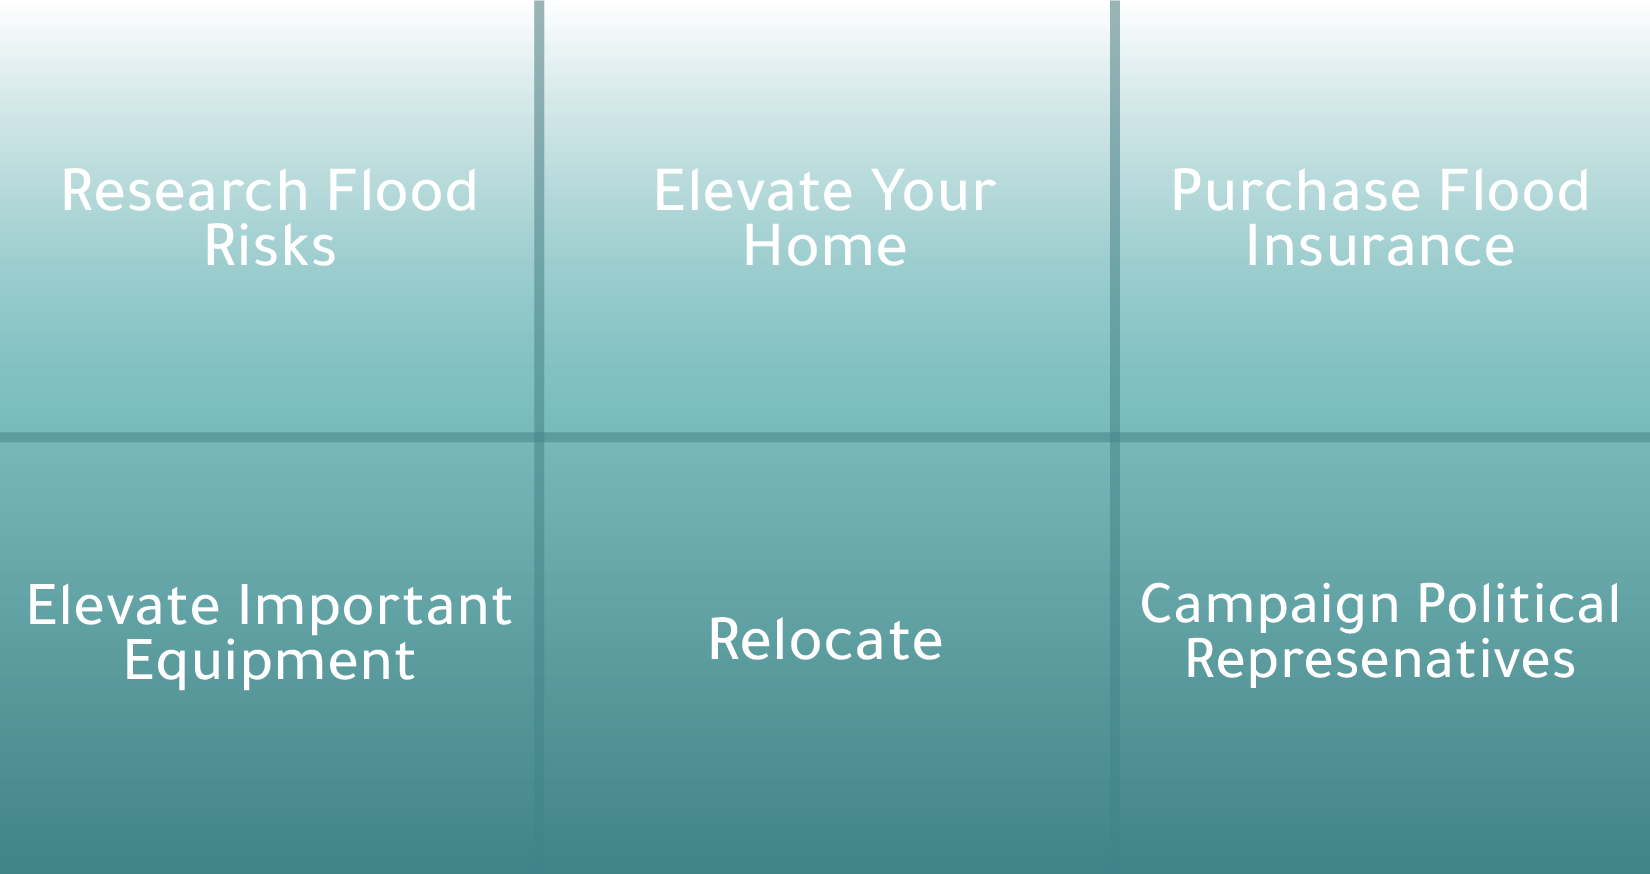 Research Flood
Risks
Elevate Your
Home
Purchase Flood
Insurance
Elevate Important
Equipment
Relocate
Campaign Political
Represenatives